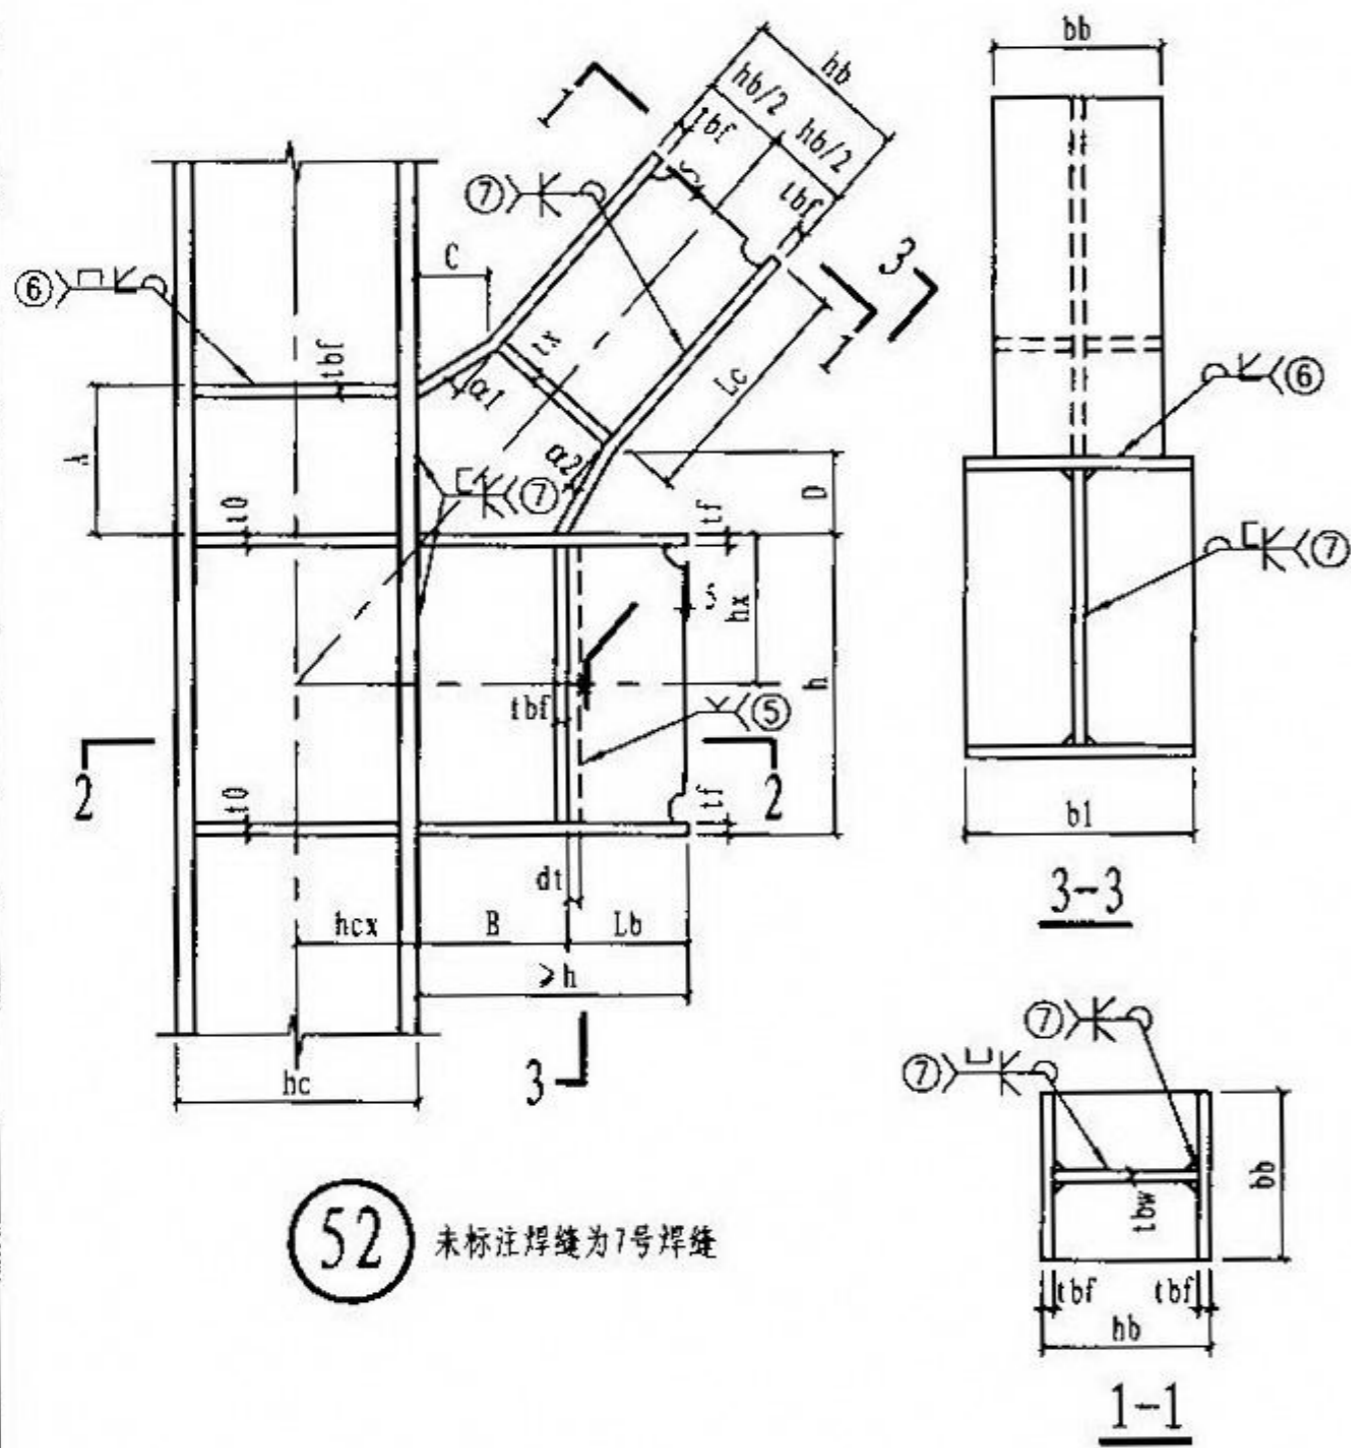 hb
hb/2
hb/2
tbf
tbf
1
1
⑦
C
⑥
tbf
A
α1
α2
Lc
3
D
t0
tf
⑦
hx
h
S
tbf
⑤
2
2
t0
tf
dt
hcx
B
Lb
>h
hc
3
52
未标注焊缝为7号焊缝
bb
⑥
⑦
b1
3-3
⑦
⑦
tbw
bb
tbf
tbf
hb
1-1